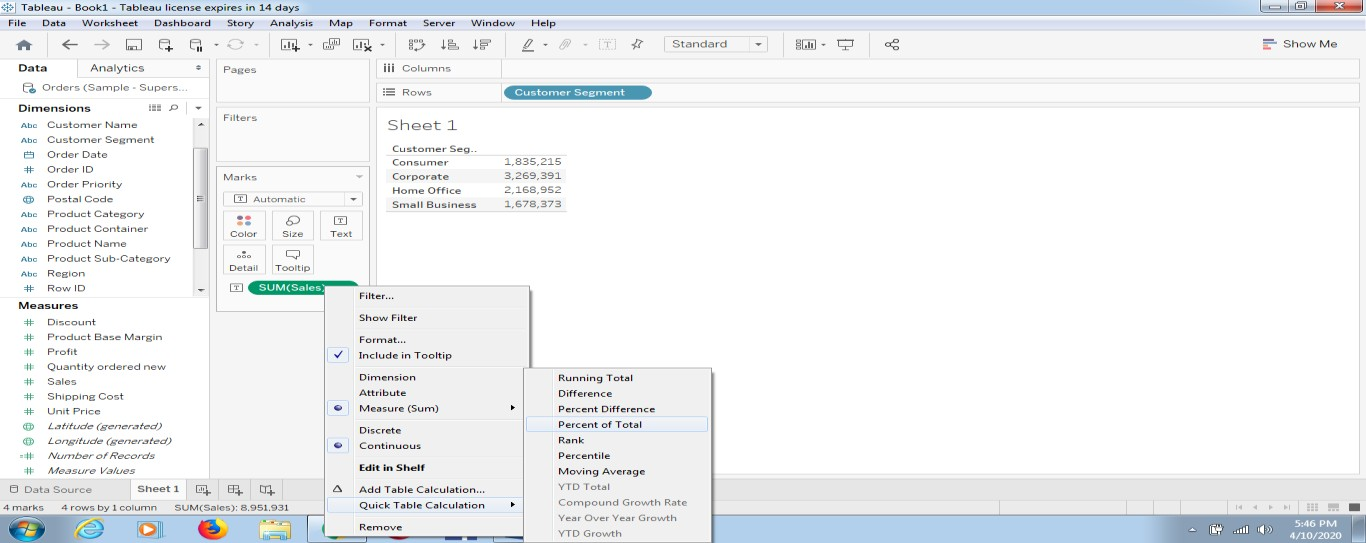 Tableau - Book1 - Tableau license expires in 14 days
File Data Worksheet Dashboard Story Analysis Map Format Server Window Help
Standard
Show Me
Data Analytics
Orders (Sample - Supers...
Dimensions
Abc Customer Name
Abc Customer Segment
Order Date
# Order ID
Abc Order Priority
Postal Code
Abc Product Category
Abc Product Container
Abc Product Name
Abc Product Sub-Category
Abc Region
# Row ID
Measures
# Discount
# Product Base Margin
# Profit
# Quantity ordered new
# Sales
# Shipping Cost
# Unit Price
Latitude (generated)
Longitude (generated)
=# Number of Records
# Measure Values
Pages
Filters
Marks
T Automatic
Color Size Text
Detail Tooltip
T SUM(Sales)
Columns
Rows Customer Segment
Sheet 1
Customer Seg..
Consumer 1,835,215
Corporate 3,269,391
Home Office 2,168,952
Small Business 1,678,373
Filter...
Show Filter
Format...
Include in Tooltip
Dimension
Attribute
Measure (Sum)
Discrete
Continuous
Edit in Shelf
Add Table Calculation...
Quick Table Calculation
Remove
Running Total
Difference
Percent Difference
Percent of Total
Rank
Percentile
Moving Average
YTD Total
Compound Growth Rate
Year Over Year Growth
YTD Growth
Data Source Sheet 1
4 marks 4 rows by 1 column SUM(Sales): 8,951,931
5:46 PM
4/10/2020